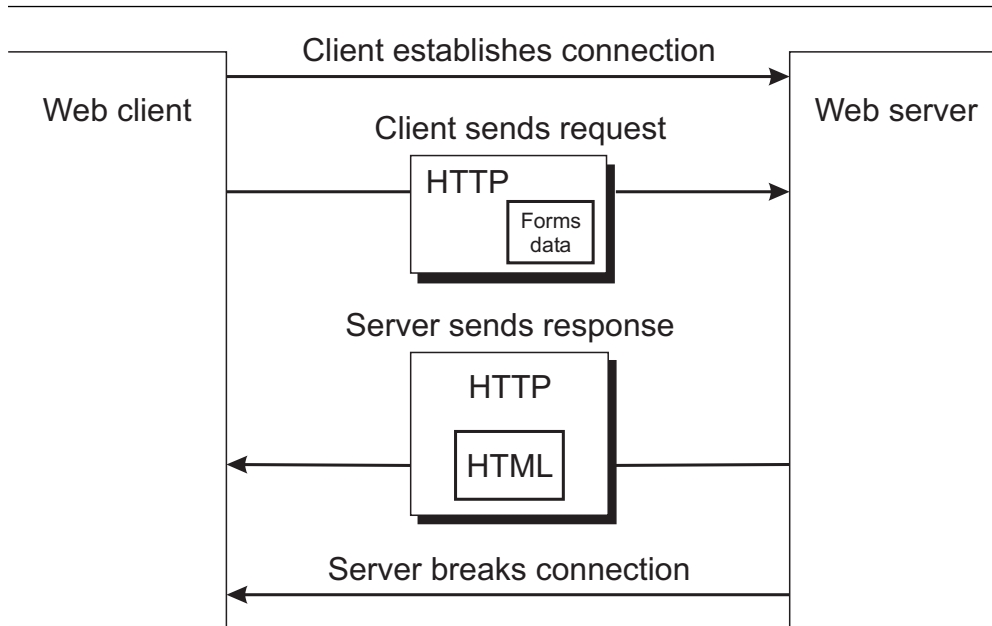 Client establishes connection
Web client
Web server
Client sends request
HTTP
Forms
data
Server sends response
HTTP
HTML
Server breaks connection